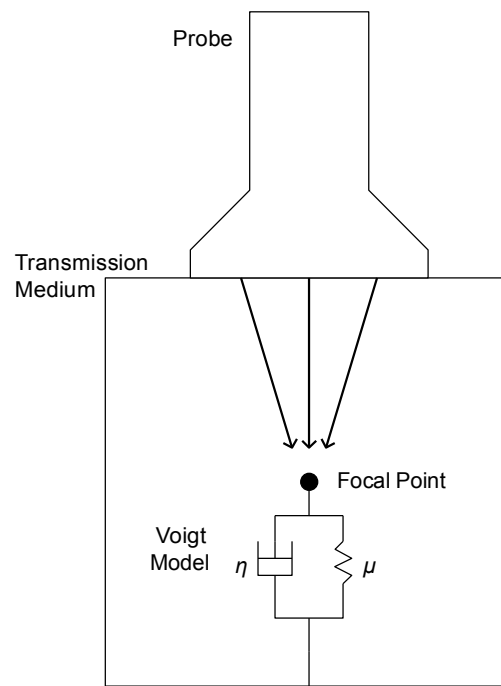 Probe
Transmission
Medium
Focal Point
Voigt
Model
η
μ